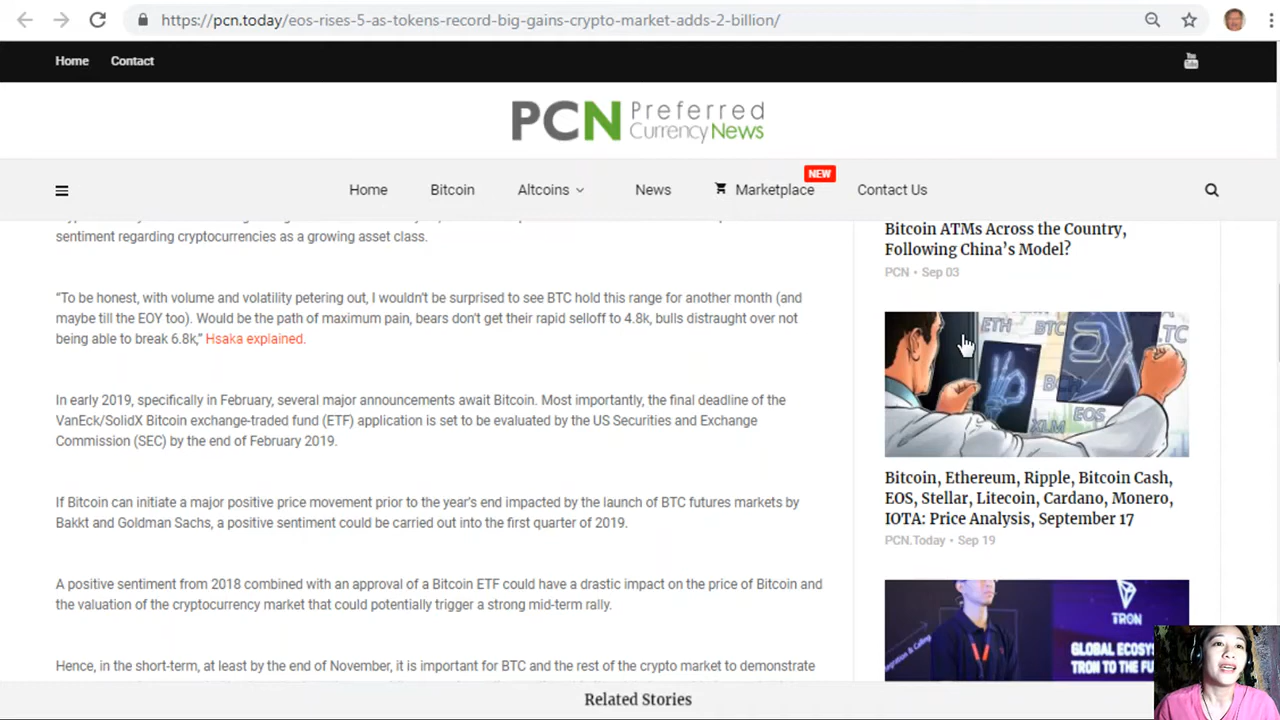 https://pcn.today/eos-rises-5-as-tokens-record-big-gains-crypto-market-adds-2-billion/
Home Contact
You Tube
PCN Preferred Currency News
Home Bitcoin Altcoins News Marketplace NEW Contact Us
sentiment regarding cryptocurrencies as a growing asset class.
“To be honest, with volume and volatility petering out, I wouldn't be surprised to see BTC hold this range for another month (and
maybe till the EOY too). Would be the path of maximum pain, bears don't get their rapid selloff to 4.8k, bulls distraught over not
being able to break 6.8k,” Hsaka explained.
In early 2019, specifically in February, several major announcements await Bitcoin. Most importantly, the final deadline of the
VanEck/SolidX Bitcoin exchange-traded fund (ETF) application is set to be evaluated by the US Securities and Exchange
Commission (SEC) by the end of February 2019.
If Bitcoin can initiate a major positive price movement prior to the year's end impacted by the launch of BTC futures markets by
Bakkt and Goldman Sachs, a positive sentiment could be carried out into the first quarter of 2019.
A positive sentiment from 2018 combined with an approval of a Bitcoin ETF could have a drastic impact on the price of Bitcoin and
the valuation of the cryptocurrency market that could potentially trigger a strong mid-term rally.
Hence, in the short-term, at least by the end of November, it is important for BTC and the rest of the crypto market to demonstrate
Bitcoin ATMs Across the Country,
Following China’s Model?
PCN • Sep 03
ETH BTC LTC
EOS
XLM
Bitcoin, Ethereum, Ripple, Bitcoin Cash,
EOS, Stellar, Litecoin, Cardano, Monero,
IOTA: Price Analysis, September 17
PCN.Today • Sep 19
TRON
GLOBAL ECOSY
TRON TO THE FU
Related Stories